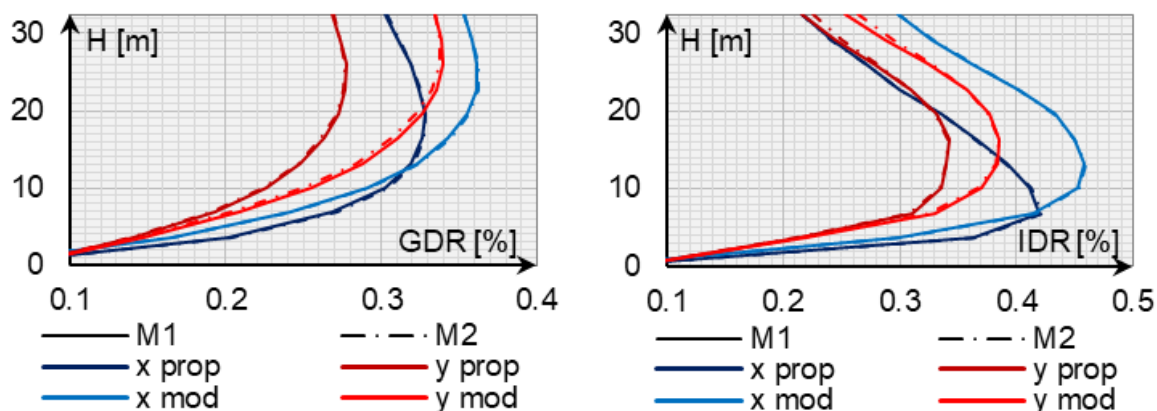 H [m]
30
20
10
0
GDR [%]
0.1 0.2 0.3 0.4
M1 M2
x prop y prop
x mod y mod
H [m]
30
20
10
0
IDR [%]
0.1 0.2 0.3 0.4 0.5
M1 M2
x prop y prop
x mod y mod